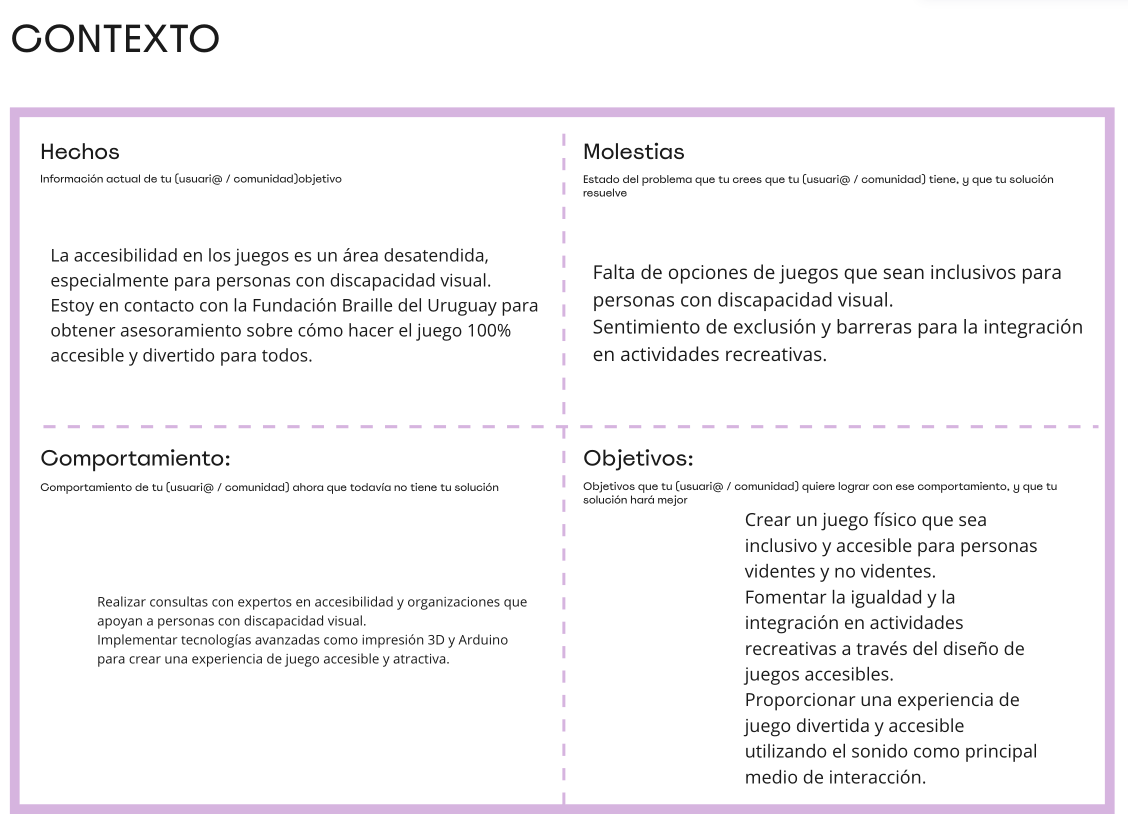 CONTEXTO
Hechos
Información actual de tu (usuari@ / comunidad)objetivo
La accesibilidad en los juegos es un área desatendida,
especialmente para personas con discapacidad visual.
Estoy en contacto con la Fundación Braille del Uruguay para
obtener asesoramiento sobre cómo hacer el juego 100%
accesible y divertido para todos.
Molestias
Estado del problema que tu crees que tu (usuari@ / comunidad) tiene, y que tu solución
resuelve
Falta de opciones de juegos que sean inclusivos para
personas con discapacidad visual.
Sentimiento de exclusión y barreras para la integración
en actividades recreativas.
Comportamiento:
Comportamiento de tu (usuari@ / comunidad) ahora que todavía no tiene tu solución
Realizar consultas con expertos en accesibilidad y organizaciones que
apoyan a personas con discapacidad visual.
Implementar tecnologías avanzadas como impresión 3D y Arduino
para crear una experiencia de juego accesible y atractiva.
Objetivos:
Objetivos que tu (usuari@ / comunidad) quiere lograr con ese comportamiento, y que tu
solución hará mejor
Crear un juego físico que sea
inclusivo y accesible para personas
videntes y no videntes.
Fomentar la igualdad y la
integración en actividades
recreativas a través del diseño de
juegos accesibles.
Proporcionar una experiencia de
juego divertida y accesible
utilizando el sonido como principal
medio de interacción.